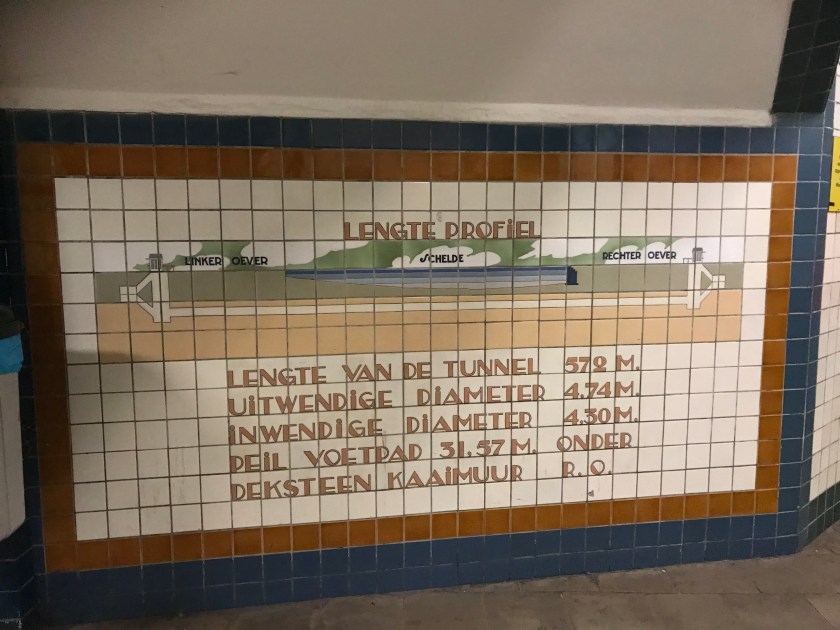 LENGTE PROFiEL
LINKER OEVER
SCHELDE
RECHTER OEVER
LENGTE VAN DE TUNNEL 572 M.
UiTWENDiGE DiAMETER 4,74 M.
iNWENDiGE DiAMETER 4,30 M.
PEiL VOETPAD 31,57 M. ONDER
DEKSTEEN KAAiMUUR R.O.